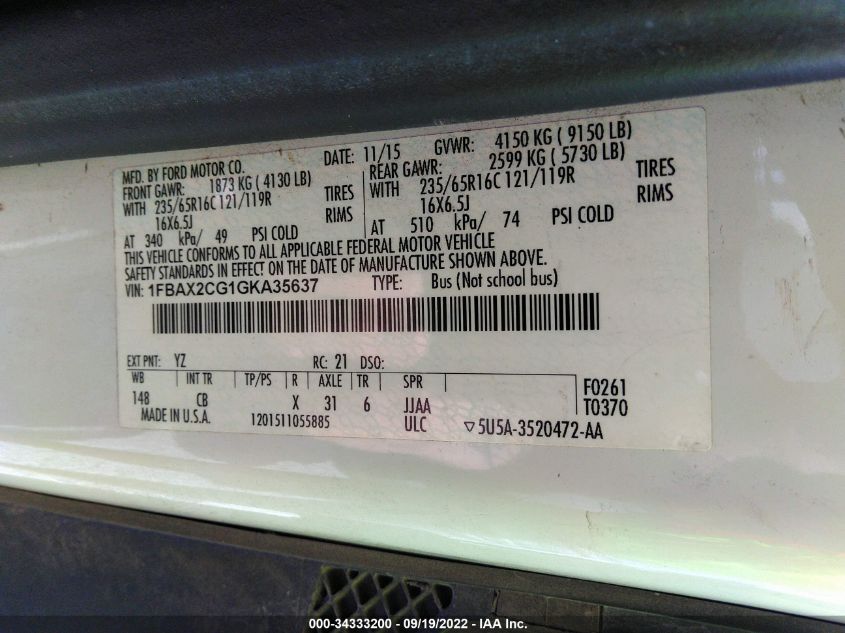 MFD. BY FORD MOTOR CO.
DATE: 11/15 GVWR: 4150 KG ( 9150 LB)
FRONT GAWR: 1873 KG ( 4130 LB)
REAR GAWR: 2599 KG ( 5730 LB)
WITH 235/65R16C 121/119R TIRES
WITH 235/65R16C 121/119R TIRES
16X6.5J RIMS
16X6.5J RIMS
AT 340 kPa/ 49 PSI COLD
AT 510 kPa/ 74 PSI COLD
THIS VEHICLE CONFORMS TO ALL APPLICABLE FEDERAL MOTOR VEHICLE
SAFETY STANDARDS IN EFFECT ON THE DATE OF MANUFACTURE SHOWN ABOVE.
VIN: 1FBAX2CG1GKA35637 TYPE: Bus (Not school bus)
EXT PNT: YZ RC: 21 DSO:
WB INT TR TP/PS R AXLE TR SPR
148 CB X 31 6 JJAA
F0261
T0370
MADE IN U.S.A. 1201511055885 ULC ▽5U5A-3520472-AA
000-34333200 - 09/19/2022 - IAA Inc.